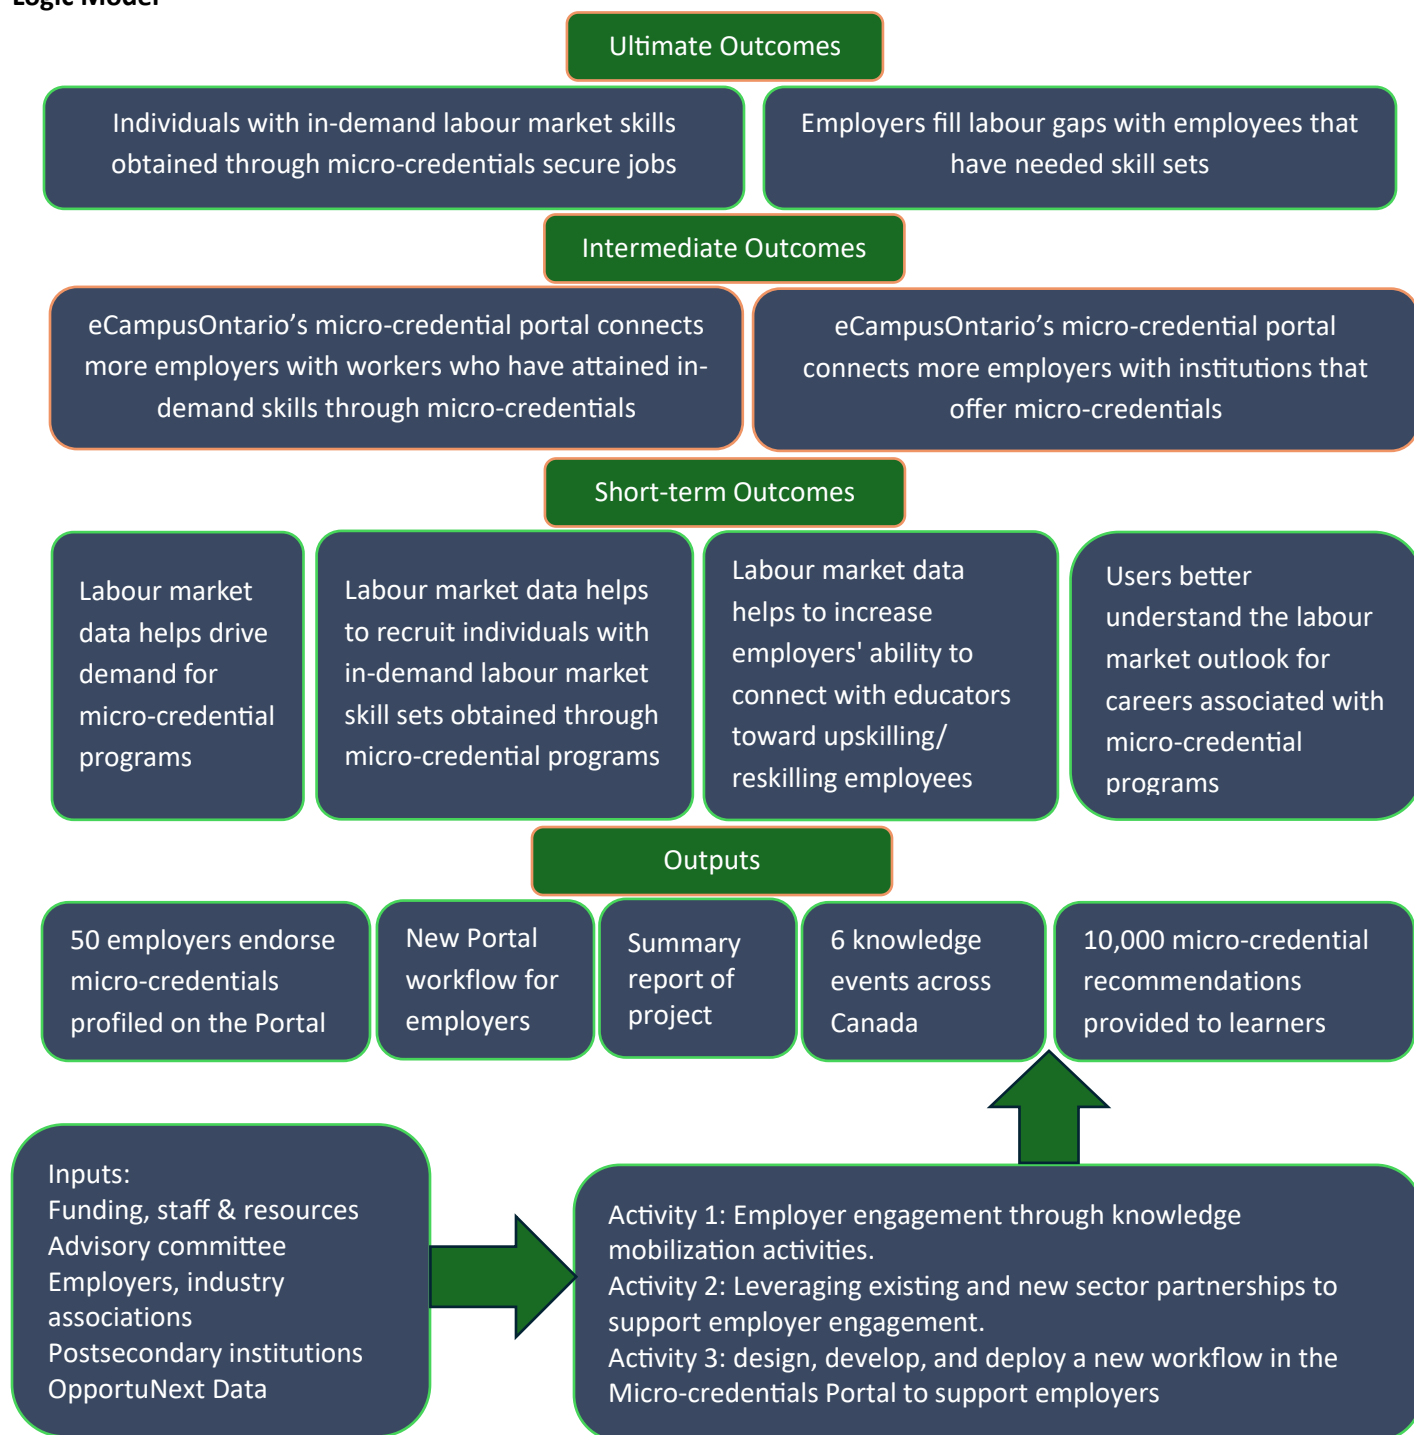 Logic Model
Ultimate Outcomes
Individuals with in-demand labour market skills
obtained through micro-credentials secure jobs
Employers fill labour gaps with employees that
have needed skill sets
Intermediate Outcomes
eCampusOntario’s micro-credential portal connects
more employers with workers who have attained in-
demand skills through micro-credentials
eCampusOntario’s micro-credential portal
connects more employers with institutions that
offer micro-credentials
Short-term Outcomes
Labour market
data helps drive
demand for
micro-credential
programs
Labour market data helps
to recruit individuals with
in-demand labour market
skill sets obtained through
micro-credential programs
Labour market data
helps to increase
employers' ability to
connect with educators
toward upskilling/
reskilling employees
Users better
understand the labour
market outlook for
careers associated with
micro-credential
programs
Outputs
50 employers endorse
micro-credentials
profiled on the Portal
New Portal
workflow for
employers
Summary
report of
project
6 knowledge
events across
Canada
10,000 micro-credential
recommendations
provided to learners
Inputs:
Funding, staff & resources
Advisory committee
Employers, industry
associations
Postsecondary institutions
OpportuNext Data
Activity 1: Employer engagement through knowledge
mobilization activities.
Activity 2: Leveraging existing and new sector partnerships to
support employer engagement.
Activity 3: design, develop, and deploy a new workflow in the
Micro-credentials Portal to support employers